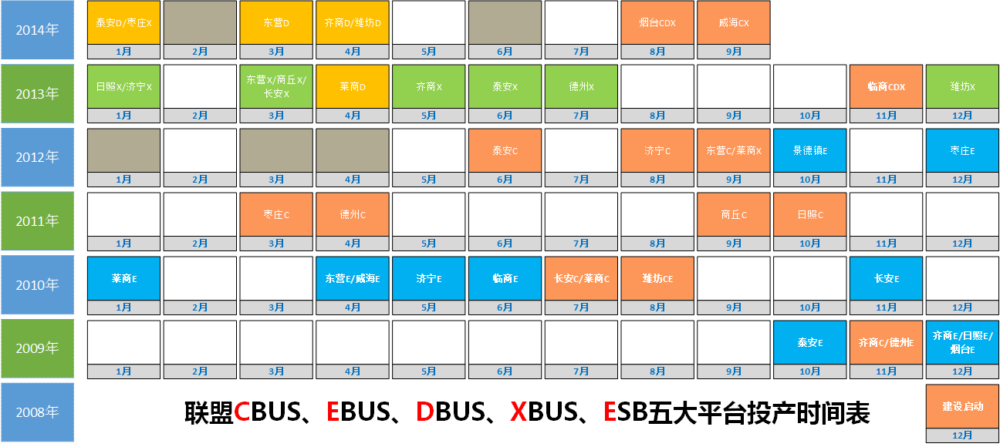 2014年
泰安D/枣庄X
东营D
齐商D/潍坊D
烟台CDX
威海CX
1月 2月 3月 4月 5月 6月 7月 8月 9月
2013年
日照X/济宁X
东营X/商丘X/
长安X
莱商D
齐商X
泰安X
德州X
临商CDX
潍坊X
1月 2月 3月 4月 5月 6月 7月 8月 9月 10月 11月 12月
2012年
泰安C
济宁C
东营C/莱商X
景德镇E
枣庄E
1月 2月 3月 4月 5月 6月 7月 8月 9月 10月 11月 12月
2011年
枣庄C
德州C
商丘C
日照C
1月 2月 3月 4月 5月 6月 7月 8月 9月 10月 11月 12月
2010年
莱商E
东营E/威海E
济宁E
临商E
长安C/莱商C
潍坊CE
长安E
1月 2月 3月 4月 5月 6月 7月 8月 9月 10月 11月 12月
2009年
泰安E
齐商C/德州E
齐商E/日照E/
烟台E
1月 2月 3月 4月 5月 6月 7月 8月 9月 10月 11月 12月
2008年
联盟CBUS、EBUS、DBUS、XBUS、ESB五大平台投产时间表
建设启动
12月